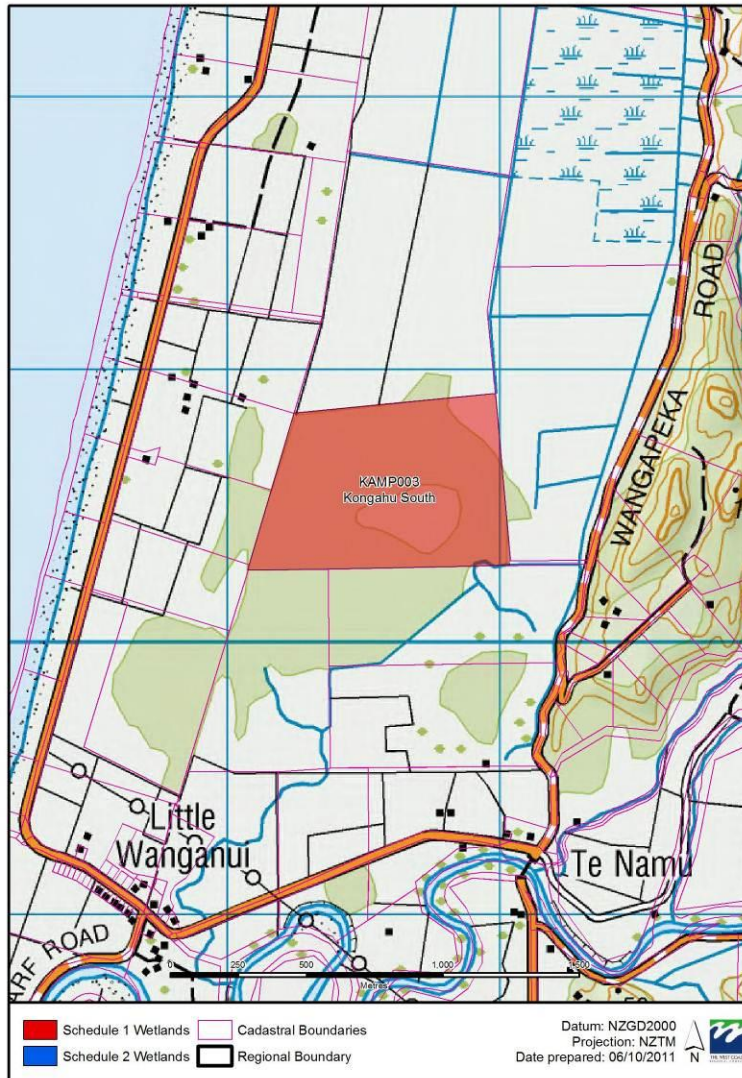 ROAD
WANGAPEKA
KAMP003
Kongahu South
Little
Wanganui
Te Namu
ARF ROAD
0 250 500 1,000 1,500
Metres
Schedule 1 Wetlands
Schedule 2 Wetlands
Cadastral Boundaries
Regional Boundary
Datum: NZGD2000
Projection: NZTM
Date prepared: 06/10/2011
N